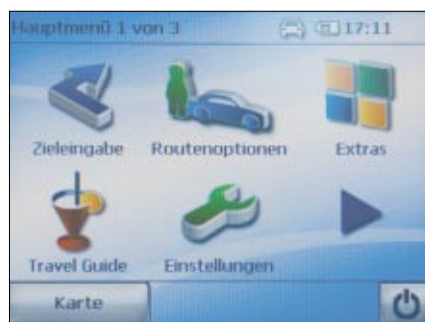 Hauptmenü 1 von 3 17:11
Zieleingabe Routenoptionen Extras
Travel Guide Einstellungen
Karte